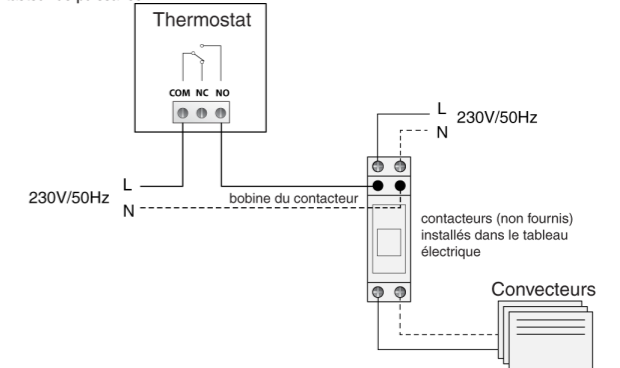 Thermostat
COM NC NO
L 230V/50Hz
N
230V/50Hz L
N
bobine du contacteur
contacteurs (non fournis)
installés dans le tableau
électrique
Convecteurs